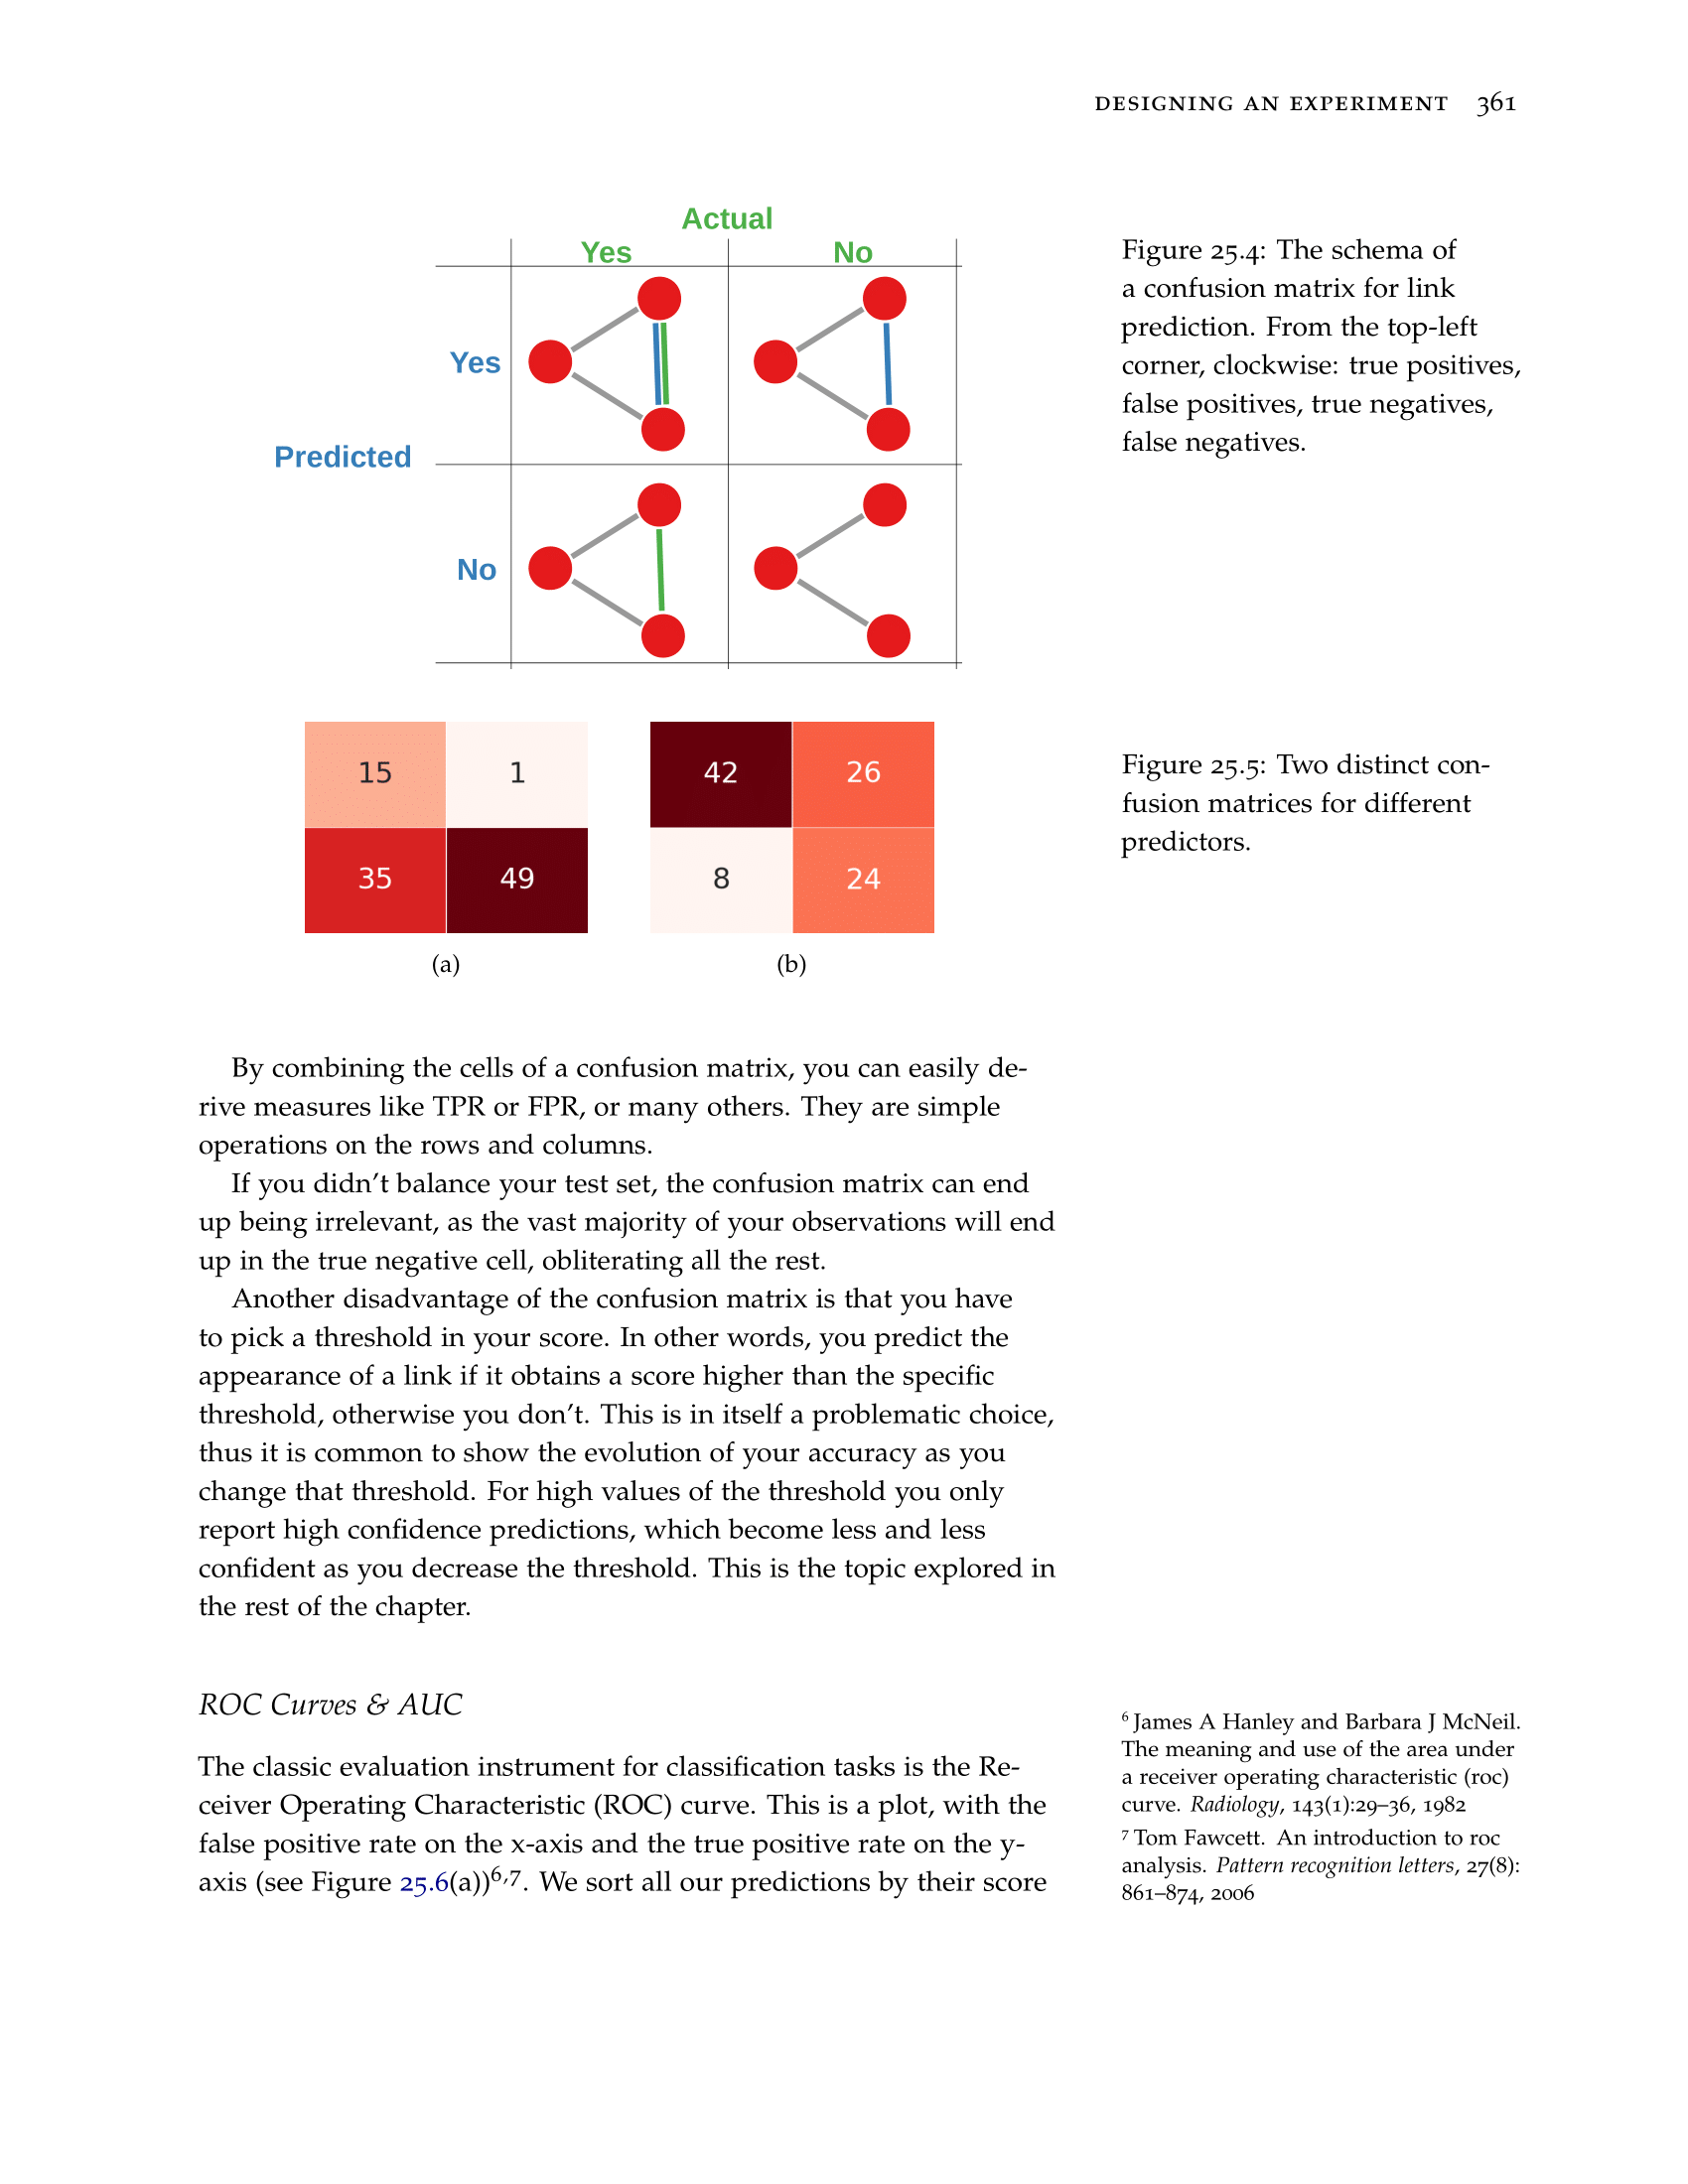 DESIGNING AN EXPERIMENT 361
Actual
Yes No
Yes
Predicted
No
Figure 25.4: The schema of
a confusion matrix for link
prediction. From the top-left
corner, clockwise: true positives,
false positives, true negatives,
false negatives.
15 1
35 49
(a)
42 26
8 24
(b)
Figure 25.5: Two distinct con-
fusion matrices for different
predictors.
By combining the cells of a confusion matrix, you can easily de-
rive measures like TPR or FPR, or many others. They are simple
operations on the rows and columns.
If you didn't balance your test set, the confusion matrix can end
up being irrelevant, as the vast majority of your observations will end
up in the true negative cell, obliterating all the rest.
Another disadvantage of the confusion matrix is that you have
to pick a threshold in your score. In other words, you predict the
appearance of a link if it obtains a score higher than the specific
threshold, otherwise you don't. This is in itself a problematic choice,
thus it is common to show the evolution of your accuracy as you
change that threshold. For high values of the threshold you only
report high confidence predictions, which become less and less
confident as you decrease the threshold. This is the topic explored in
the rest of the chapter.
ROC Curves & AUC
The classic evaluation instrument for classification tasks is the Re-
ceiver Operating Characteristic (ROC) curve. This is a plot, with the
false positive rate on the x-axis and the true positive rate on the y-
axis (see Figure 25.6(a))6,7. We sort all our predictions by their score
6 James A Hanley and Barbara J McNeil.
The meaning and use of the area under
a receiver operating characteristic (roc)
curve. Radiology, 143(1):29–36, 1982
7 Tom Fawcett. An introduction to roc
analysis. Pattern recognition letters, 27(8):
861–874, 2006